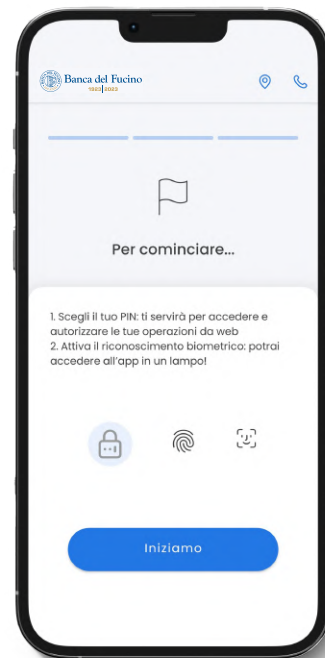 Banca del Fucino
1923|2023
Per cominciare...
1. Scegli il tuo PIN: ti servirà per accedere e
autorizzare le tue operazioni da web
2. Attiva il riconoscimento biometrico: potrai
accedere all'app in un lampo!
Iniziamo